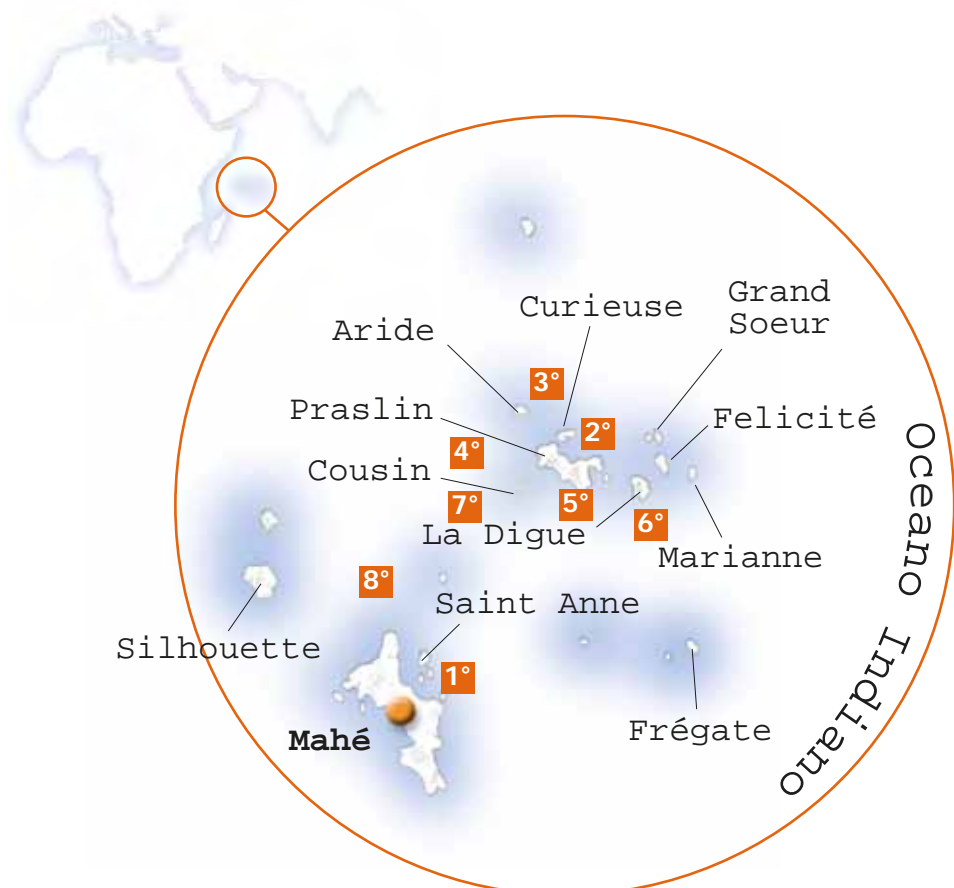 Grand
Soeur
Curieuse
Aride
3°
Praslin
Felicité
2°
4°
Cousin
7°
5°
6°
La Digue
Marianne
8°
Saint Anne
Silhouette
1°
Mahé
Frégate
Oceano Indiano